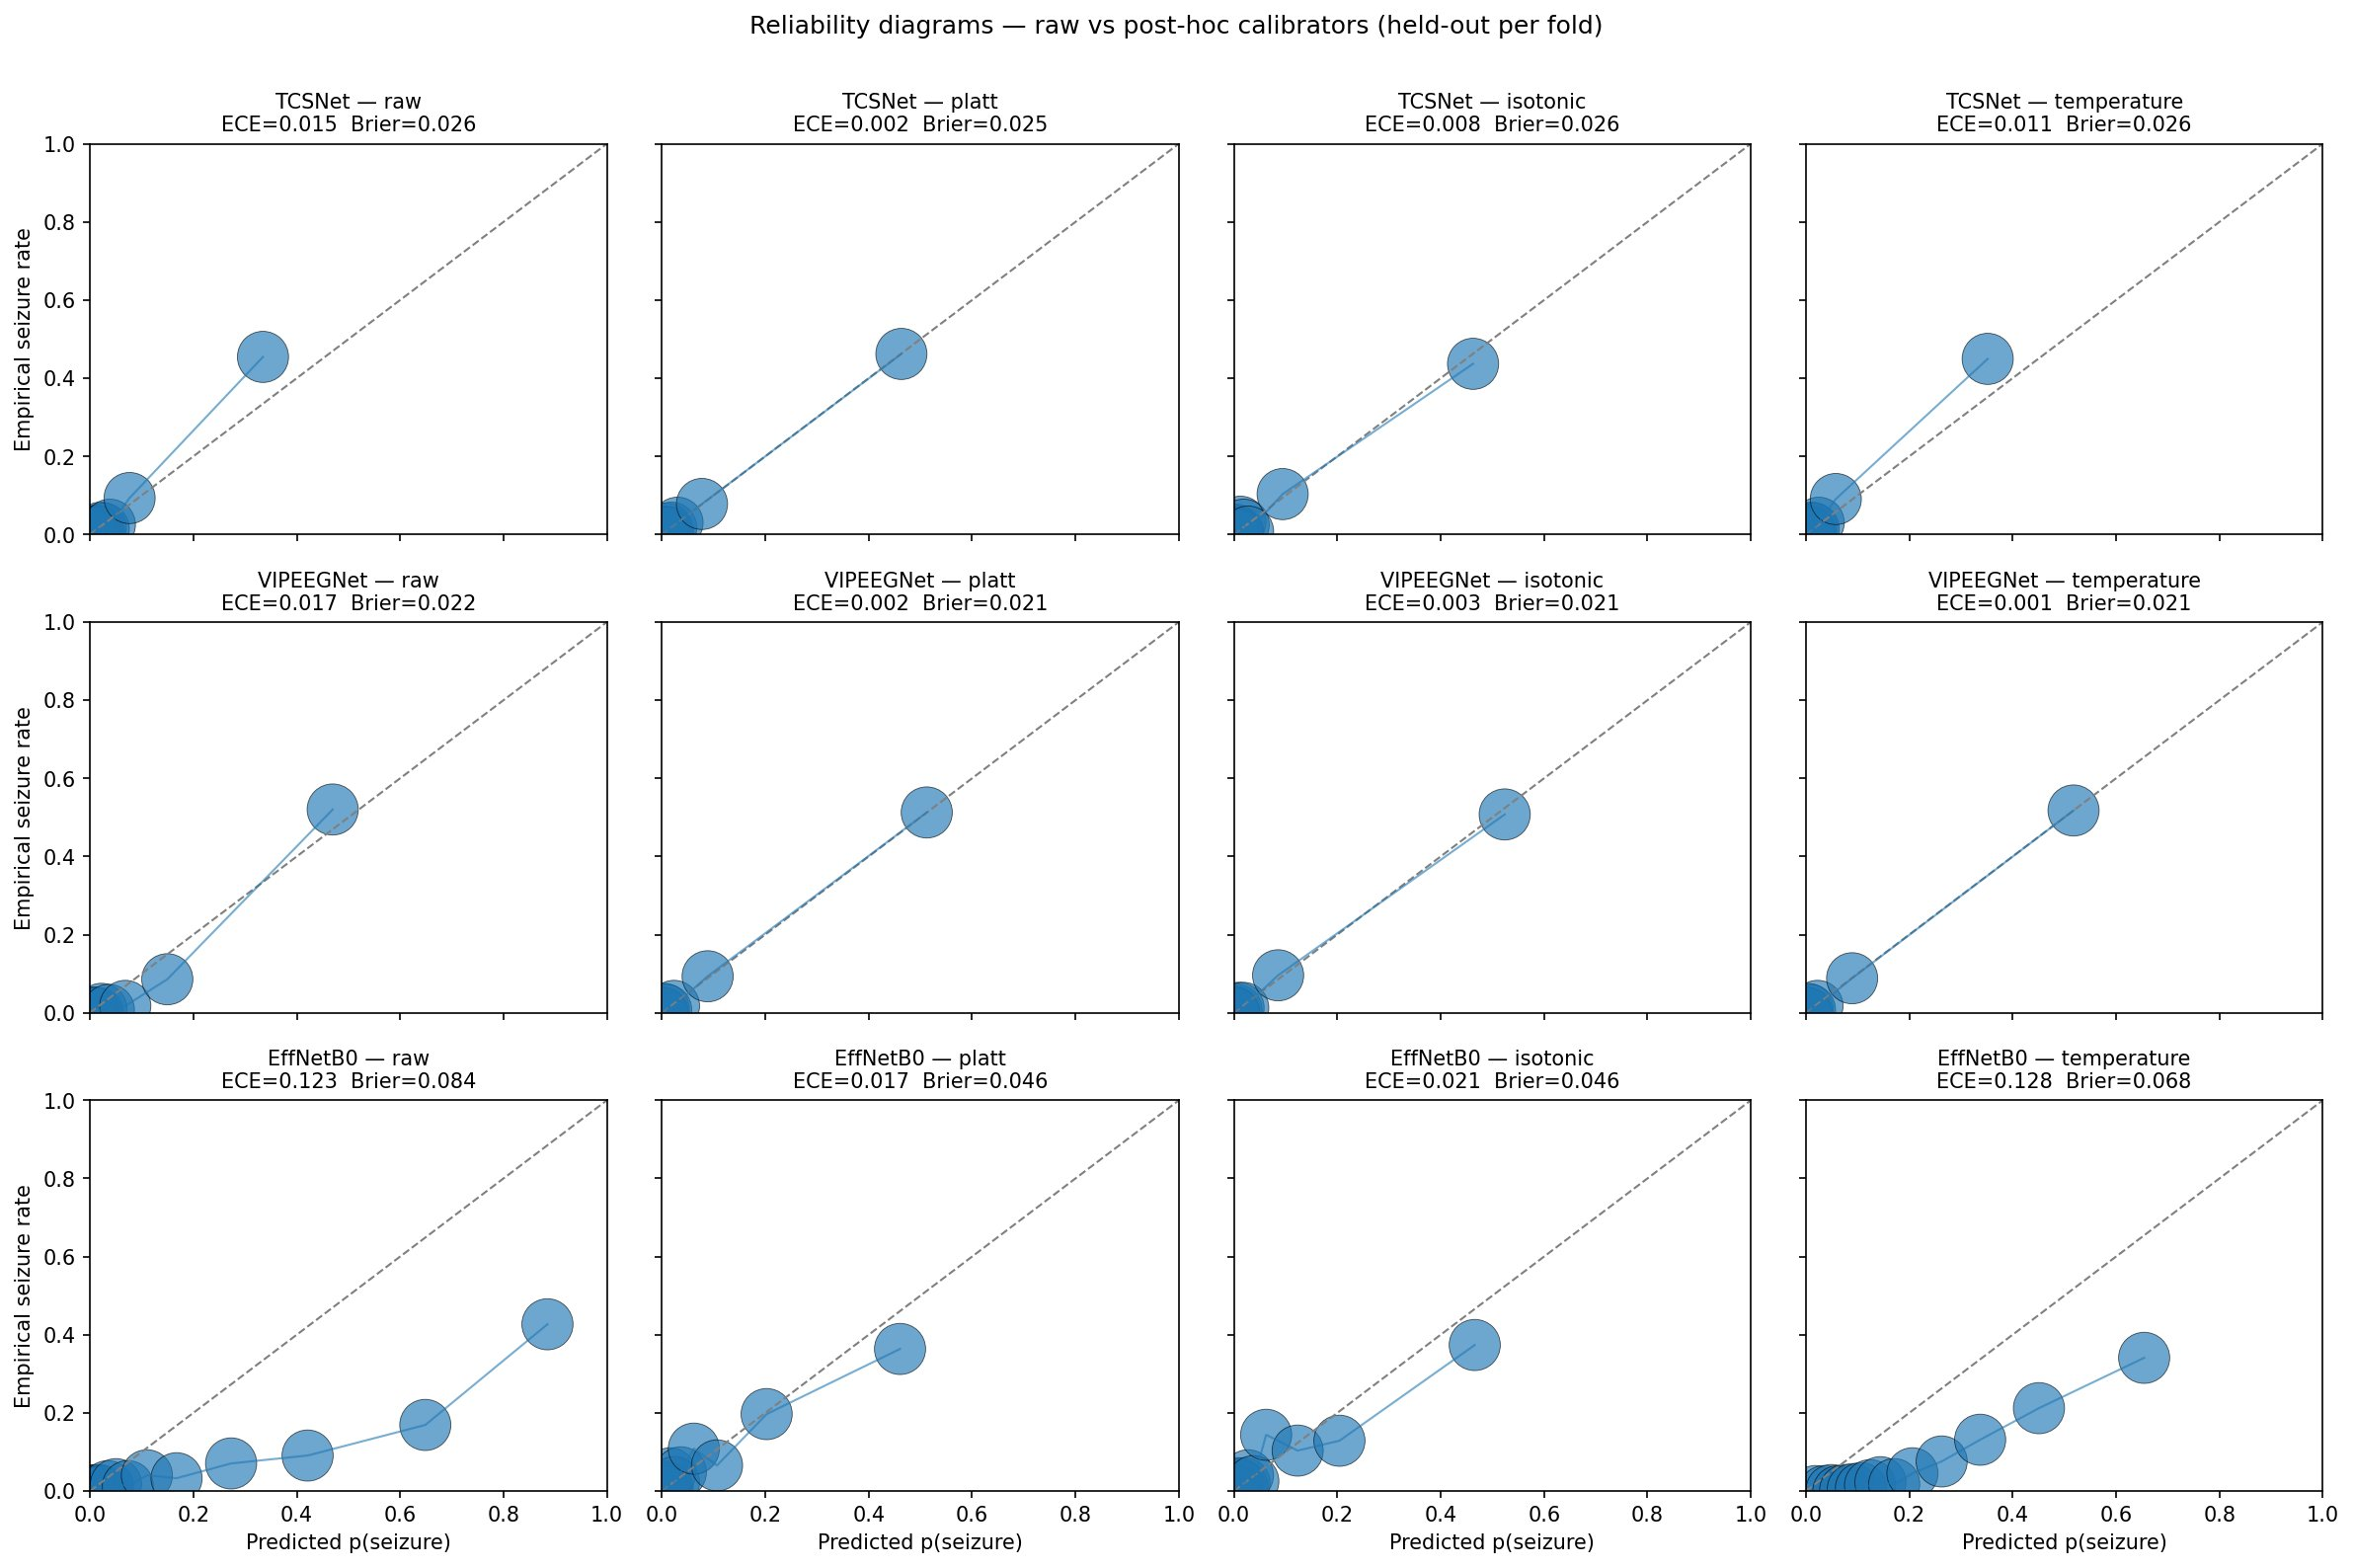 Reliability diagrams — raw vs post-hoc calibrators (held-out per fold)
TCSNet — raw
ECE=0.015  Brier=0.026
TCSNet — platt
ECE=0.002  Brier=0.025
TCSNet — isotonic
ECE=0.008  Brier=0.026
TCSNet — temperature
ECE=0.011  Brier=0.026
Empirical seizure rate
1.0
0.8
0.6
0.4
0.2
0.0
VIPEEGNet — raw
ECE=0.017  Brier=0.022
VIPEEGNet — platt
ECE=0.002  Brier=0.021
VIPEEGNet — isotonic
ECE=0.003  Brier=0.021
VIPEEGNet — temperature
ECE=0.001  Brier=0.021
Empirical seizure rate
1.0
0.8
0.6
0.4
0.2
0.0
EffNetB0 — raw
ECE=0.123  Brier=0.084
EffNetB0 — platt
ECE=0.017  Brier=0.046
EffNetB0 — isotonic
ECE=0.021  Brier=0.046
EffNetB0 — temperature
ECE=0.128  Brier=0.068
Empirical seizure rate
1.0
0.8
0.6
0.4
0.2
0.0
0.0 0.2 0.4 0.6 0.8 1.0
Predicted p(seizure)
0.0 0.2 0.4 0.6 0.8 1.0
Predicted p(seizure)
0.0 0.2 0.4 0.6 0.8 1.0
Predicted p(seizure)
0.0 0.2 0.4 0.6 0.8 1.0
Predicted p(seizure)